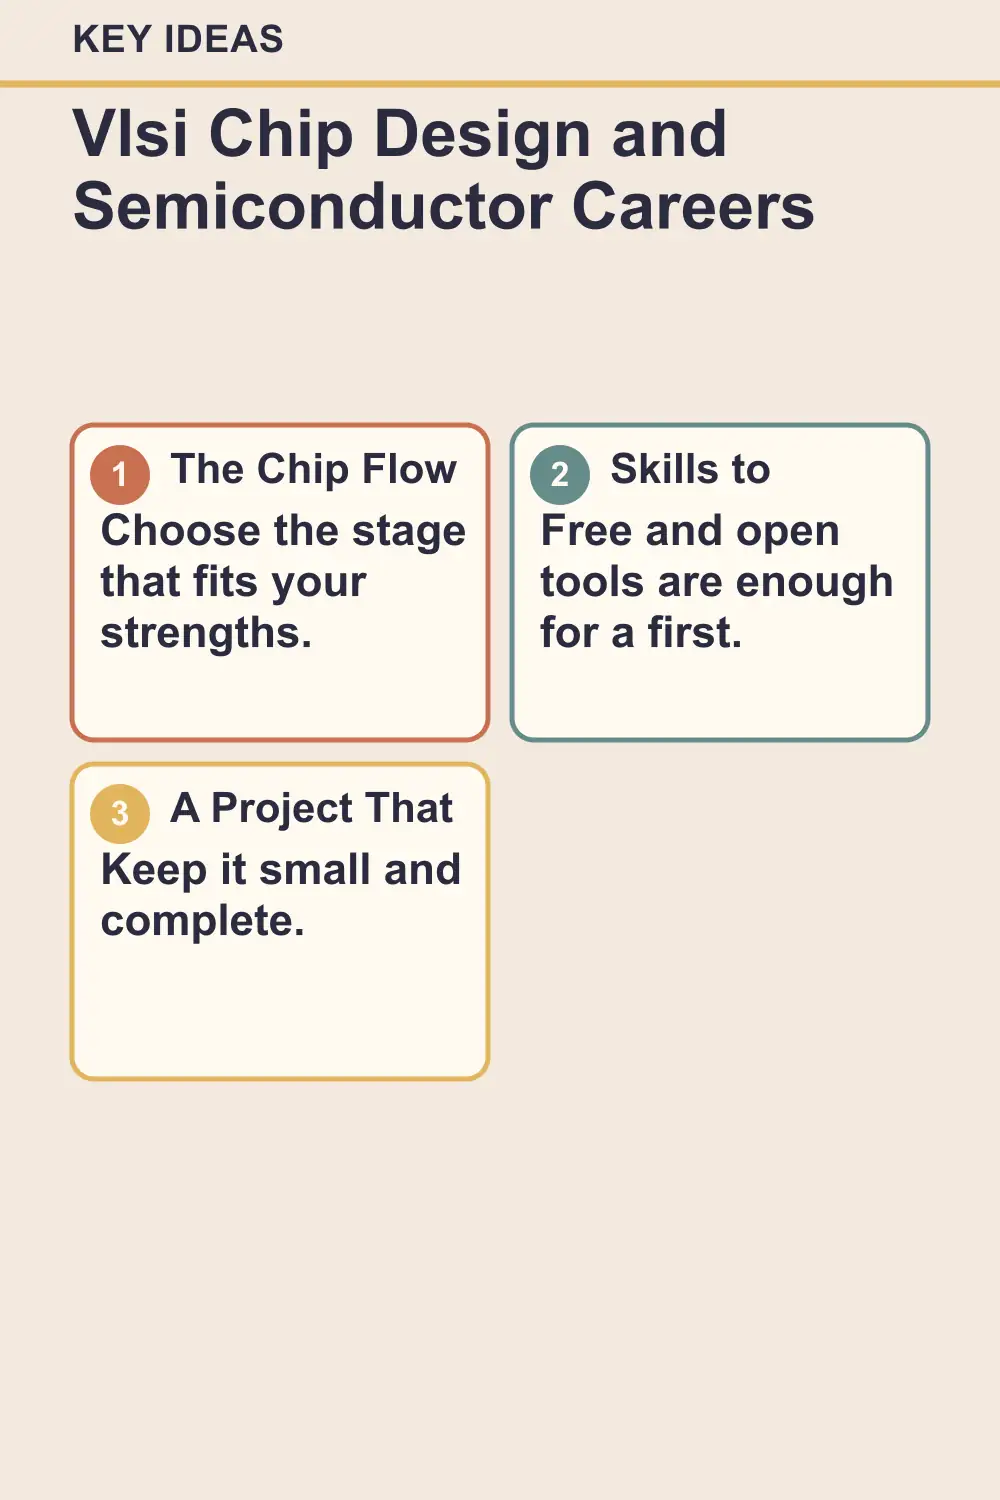 KEY IDEAS
Vlsi Chip Design and
Semiconductor Careers
1 The Chip Flow
Choose the stage
that fits your
strengths.
2 Skills to
Free and open
tools are enough
for a first.
3 A Project That
Keep it small and
complete.